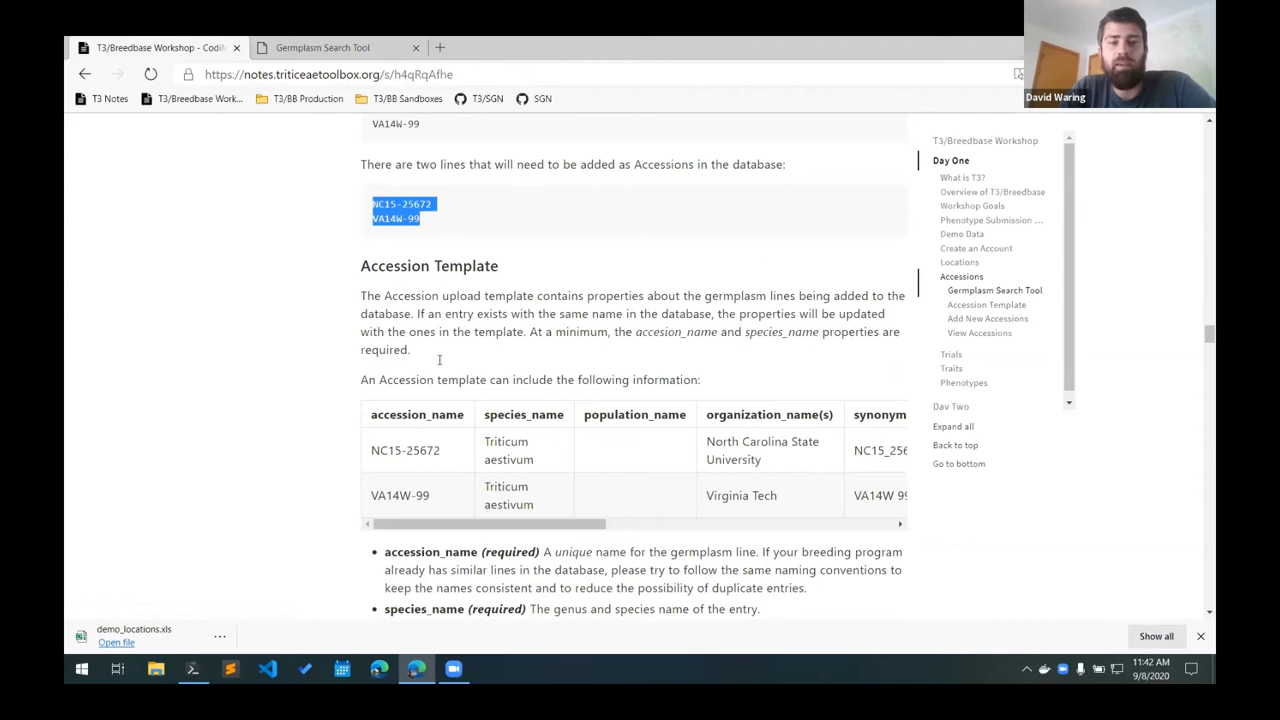 T3/Breedbase Workshop - Codi
Germplasm Search Tool
https://notes.triticeaetoolbox.org/s/h4qRqAfhe
T3 Notes
T3/Breedbase Work...
T3/BB Production
T3/BB Sandboxes
T3/SGN
SGN
David Waring
VA14W-99
There are two lines that will need to be added as Accessions in the database:
NC15-25672
VA14W-99
Accession Template
The Accession upload template contains properties about the germplasm lines being added to the
database. If an entry exists with the same name in the database, the properties will be updated
with the ones in the template. At a minimum, the accesion_name and species_name properties are
required.
An Accession template can include the following information:
accession_name species_name population_name organization_name(s) synonym
NC15-25672 Triticum aestivum North Carolina State University NC15_256
VA14W-99 Triticum aestivum Virginia Tech VA14W 99
• accession_name (required) A unique name for the germplasm line. If your breeding program
already has similar lines in the database, please try to follow the same naming conventions to
keep the names consistent and to reduce the possibility of duplicate entries.
• species_name (required) The genus and species name of the entry.
T3/Breedbase Workshop
Day One
What is T3?
Overview of T3/Breedbase
Workshop Goals
Phenotype Submission ...
Demo Data
Create an Account
Locations
Accessions
Germplasm Search Tool
Accession Template
Add New Accessions
View Accessions
Trials
Traits
Phenotypes
Day Two
Expand all
Back to top
Go to bottom
demo_locations.xls
Open file
...
Show all
11:42 AM
9/8/2020